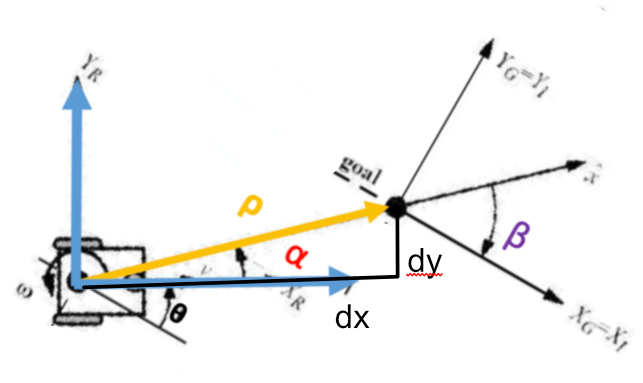 Y_R
Y_G=Y_I
goal
ρ
x̂
α
β
v
dy
X_R
ω
θ
dx
X_G=X_I